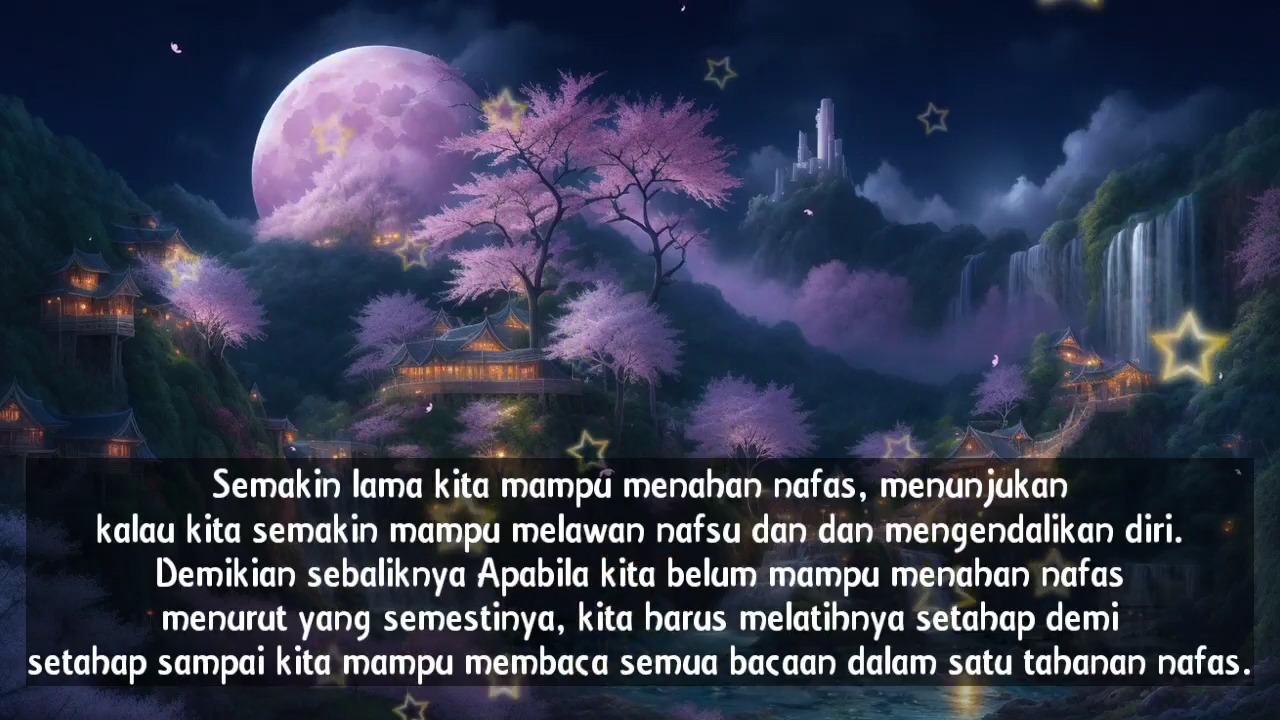 Semakin lama kita mampu menahan nafas, menunjukan
kalau kita semakin mampu melawan nafsu dan dan mengendalikan diri.
Demikian sebaliknya Apabila kita belum mampu menahan nafas
menurut yang semestinya, kita harus melatihnya setahap demi
setahap sampai kita mampu membaca semua bacaan dalam satu tahanan nafas.